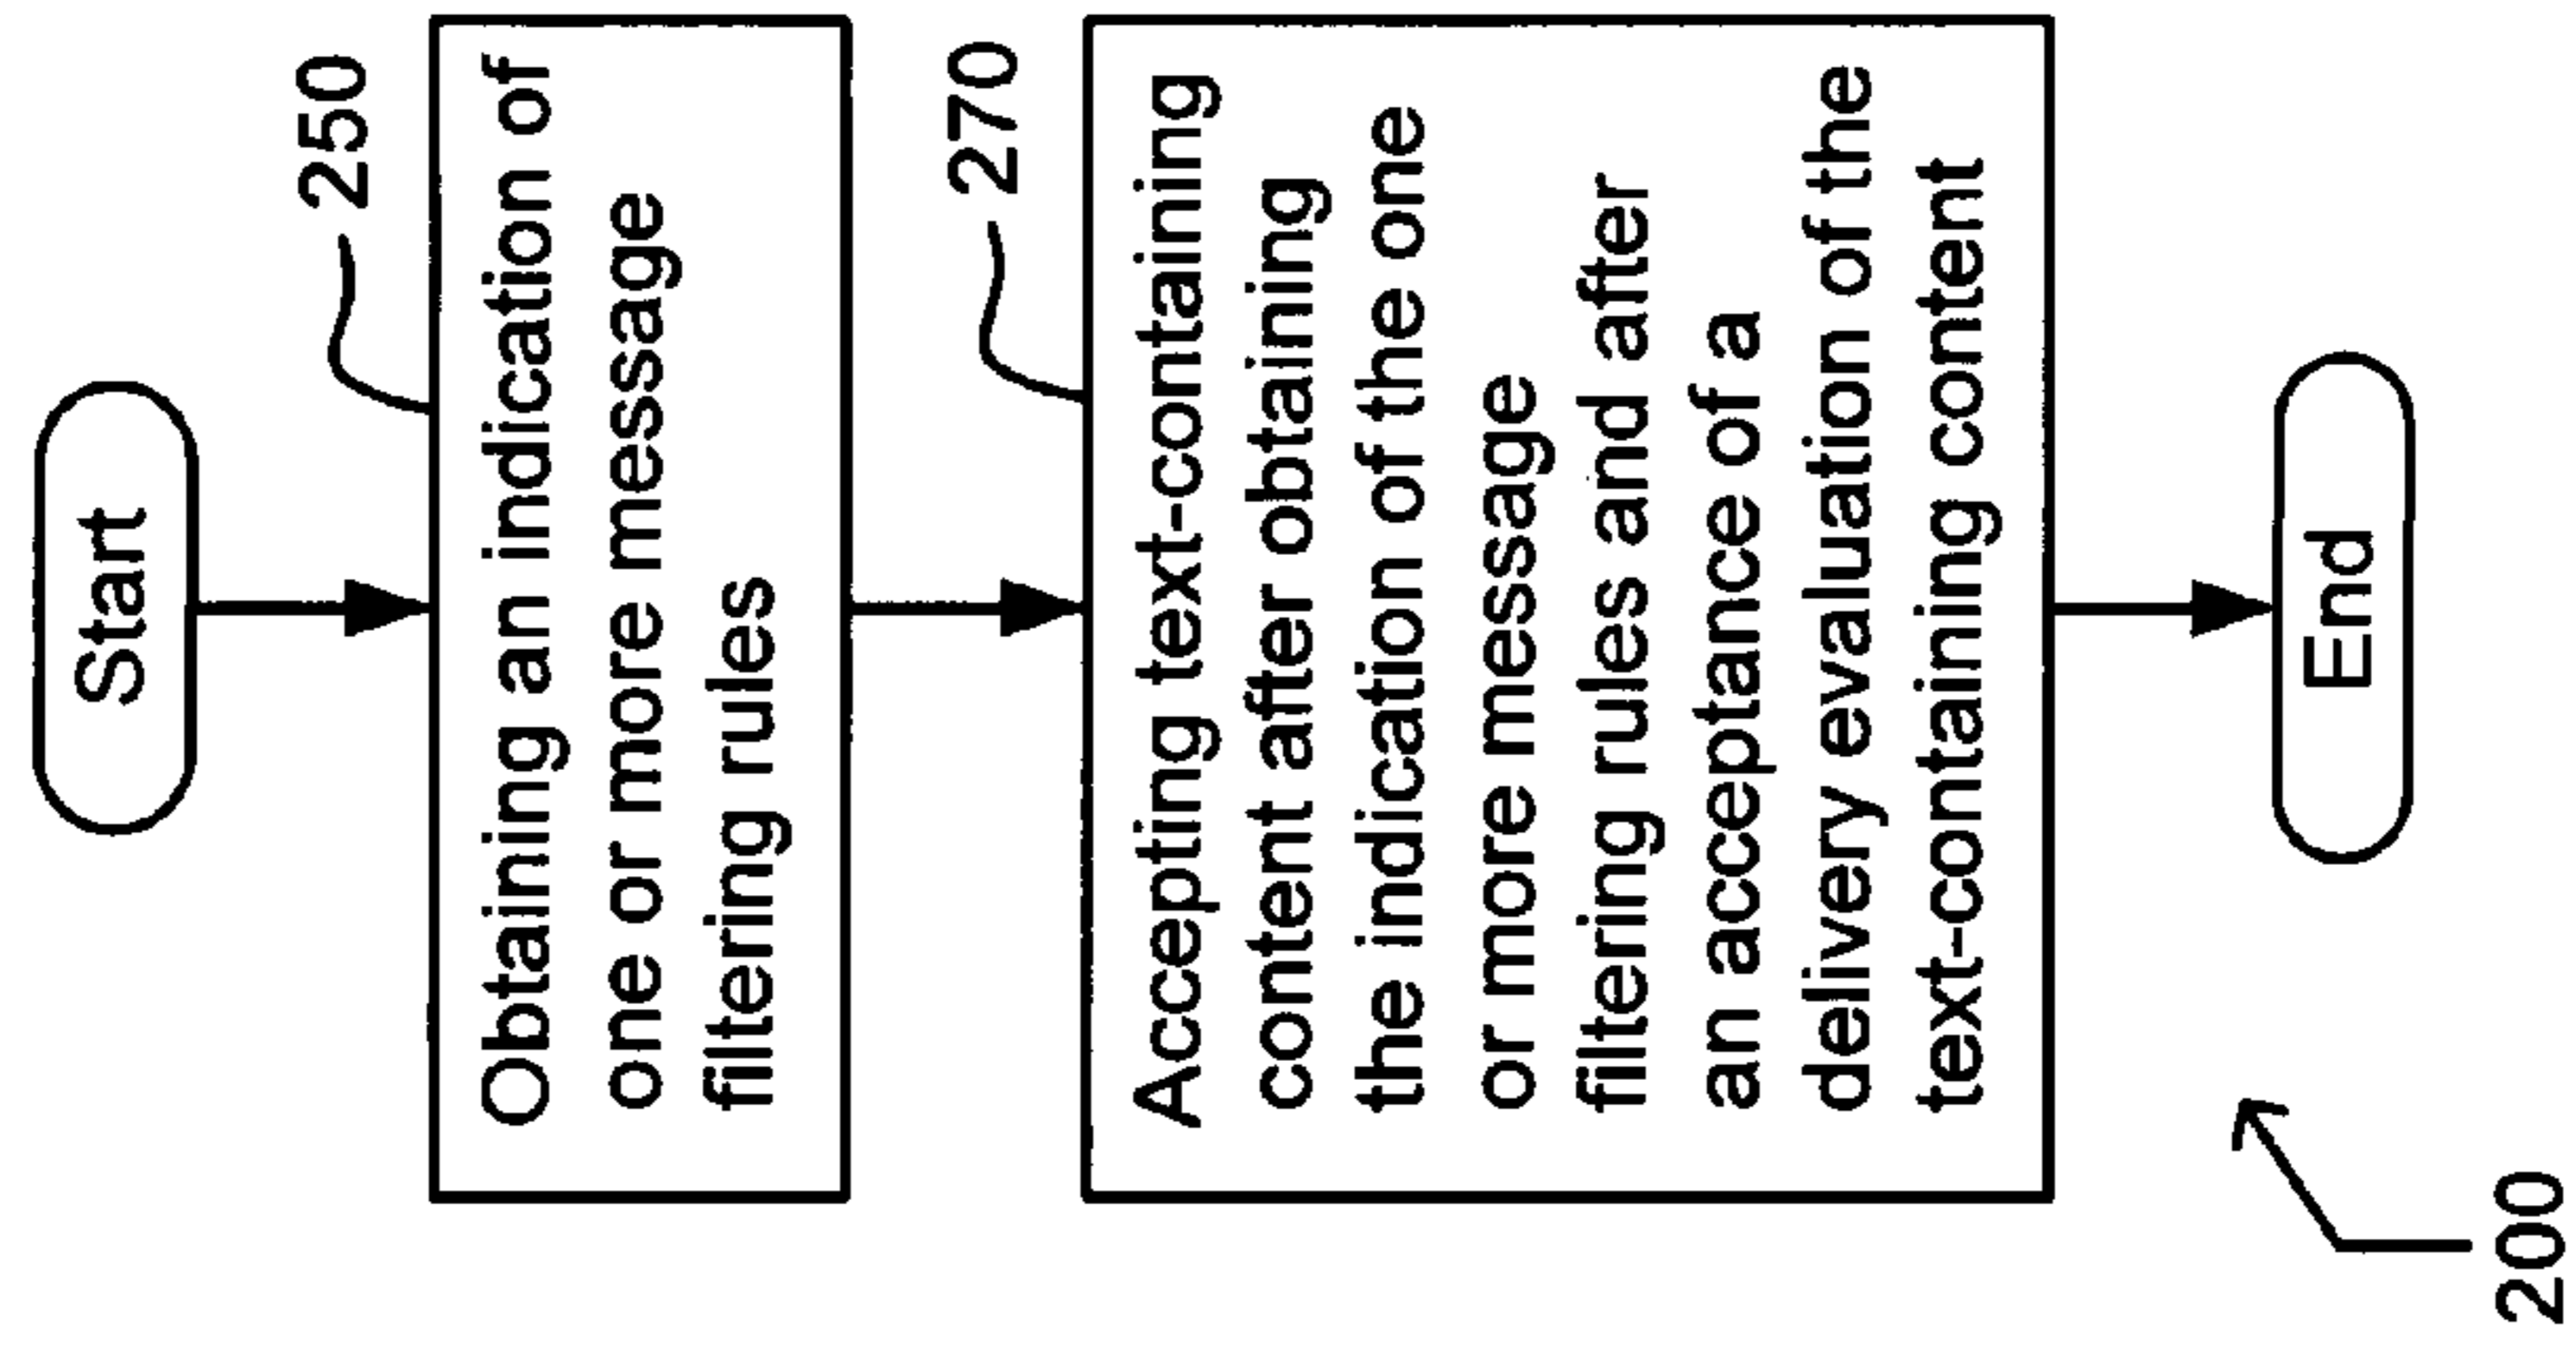 Start
250
Obtaining an indication of
one or more message
filtering rules
270
Accepting text-containing
content after obtaining
the indication of the one
or more message
filtering rules and after
an acceptance of a
delivery evaluation of the
text-containing content
End
200